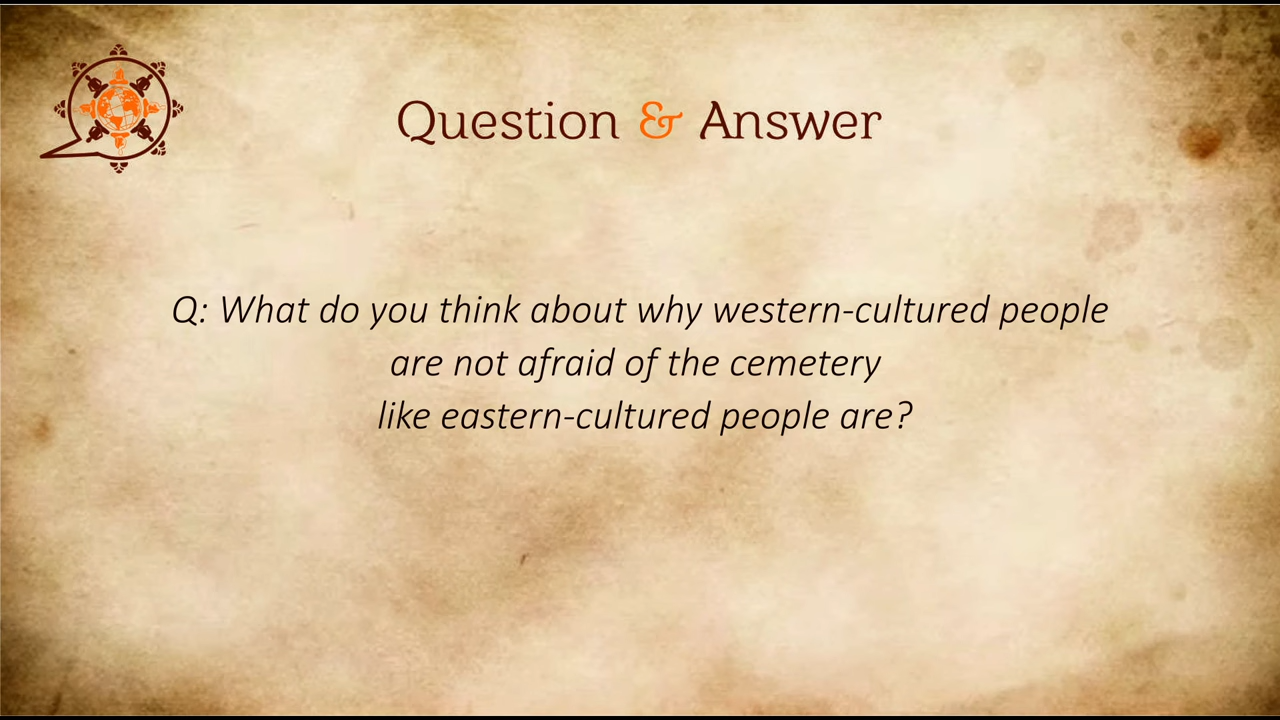 Question & Answer
Q: What do you think about why western-cultured people
are not afraid of the cemetery
like eastern-cultured people are?